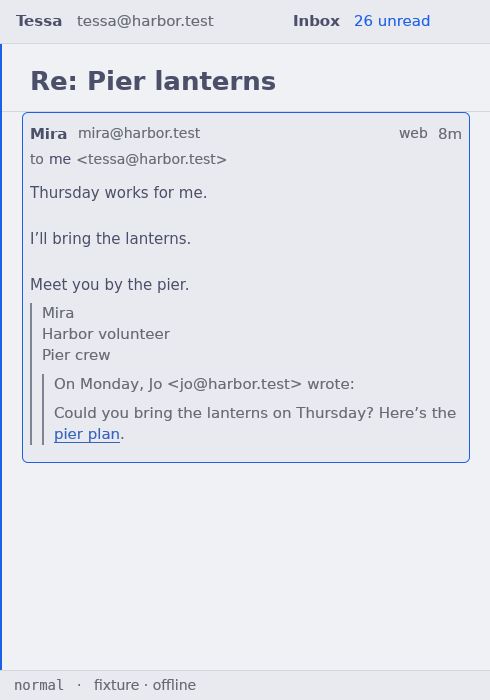 Tessa tessa@harbor.test Inbox 26 unread
Re: Pier lanterns
Mira mira@harbor.test web 8m
to me <tessa@harbor.test>
Thursday works for me.
I’ll bring the lanterns.
Meet you by the pier.
Mira
Harbor volunteer
Pier crew
On Monday, Jo <jo@harbor.test> wrote:
Could you bring the lanterns on Thursday? Here’s the
pier plan.
normal · fixture · offline